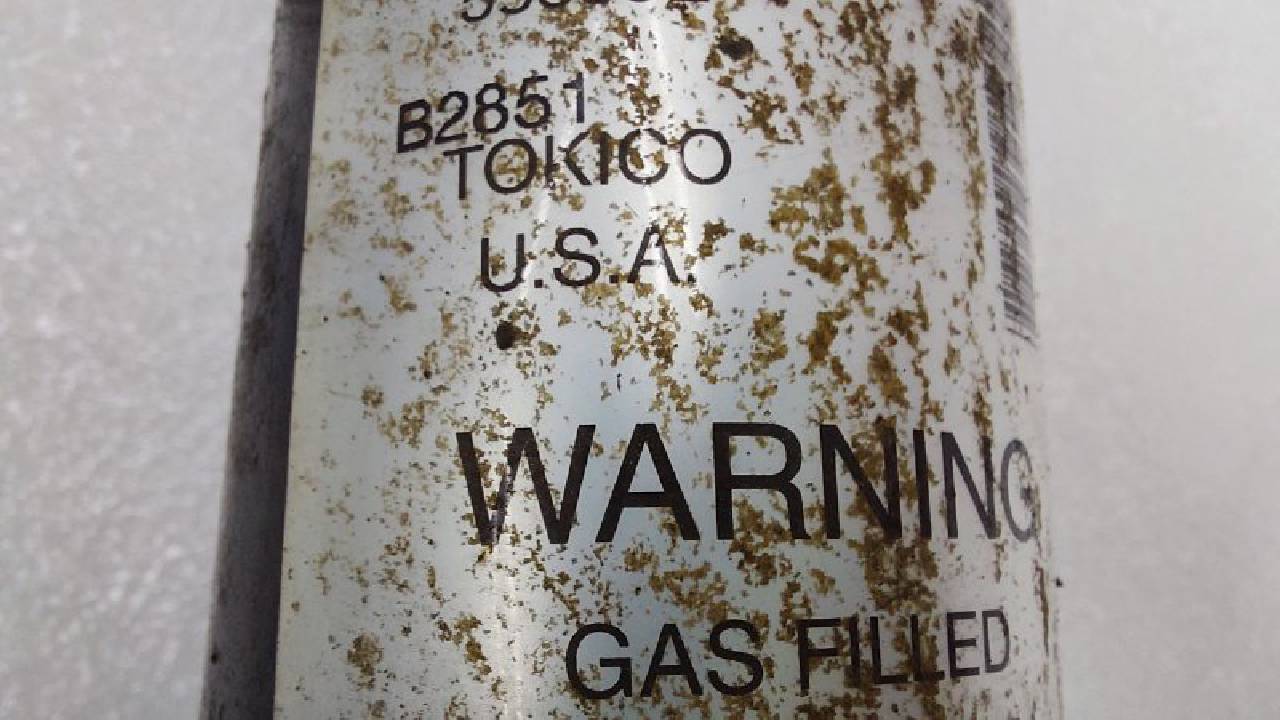 B2851
TOKICO
U.S.A.
WARNING
GAS FILLED